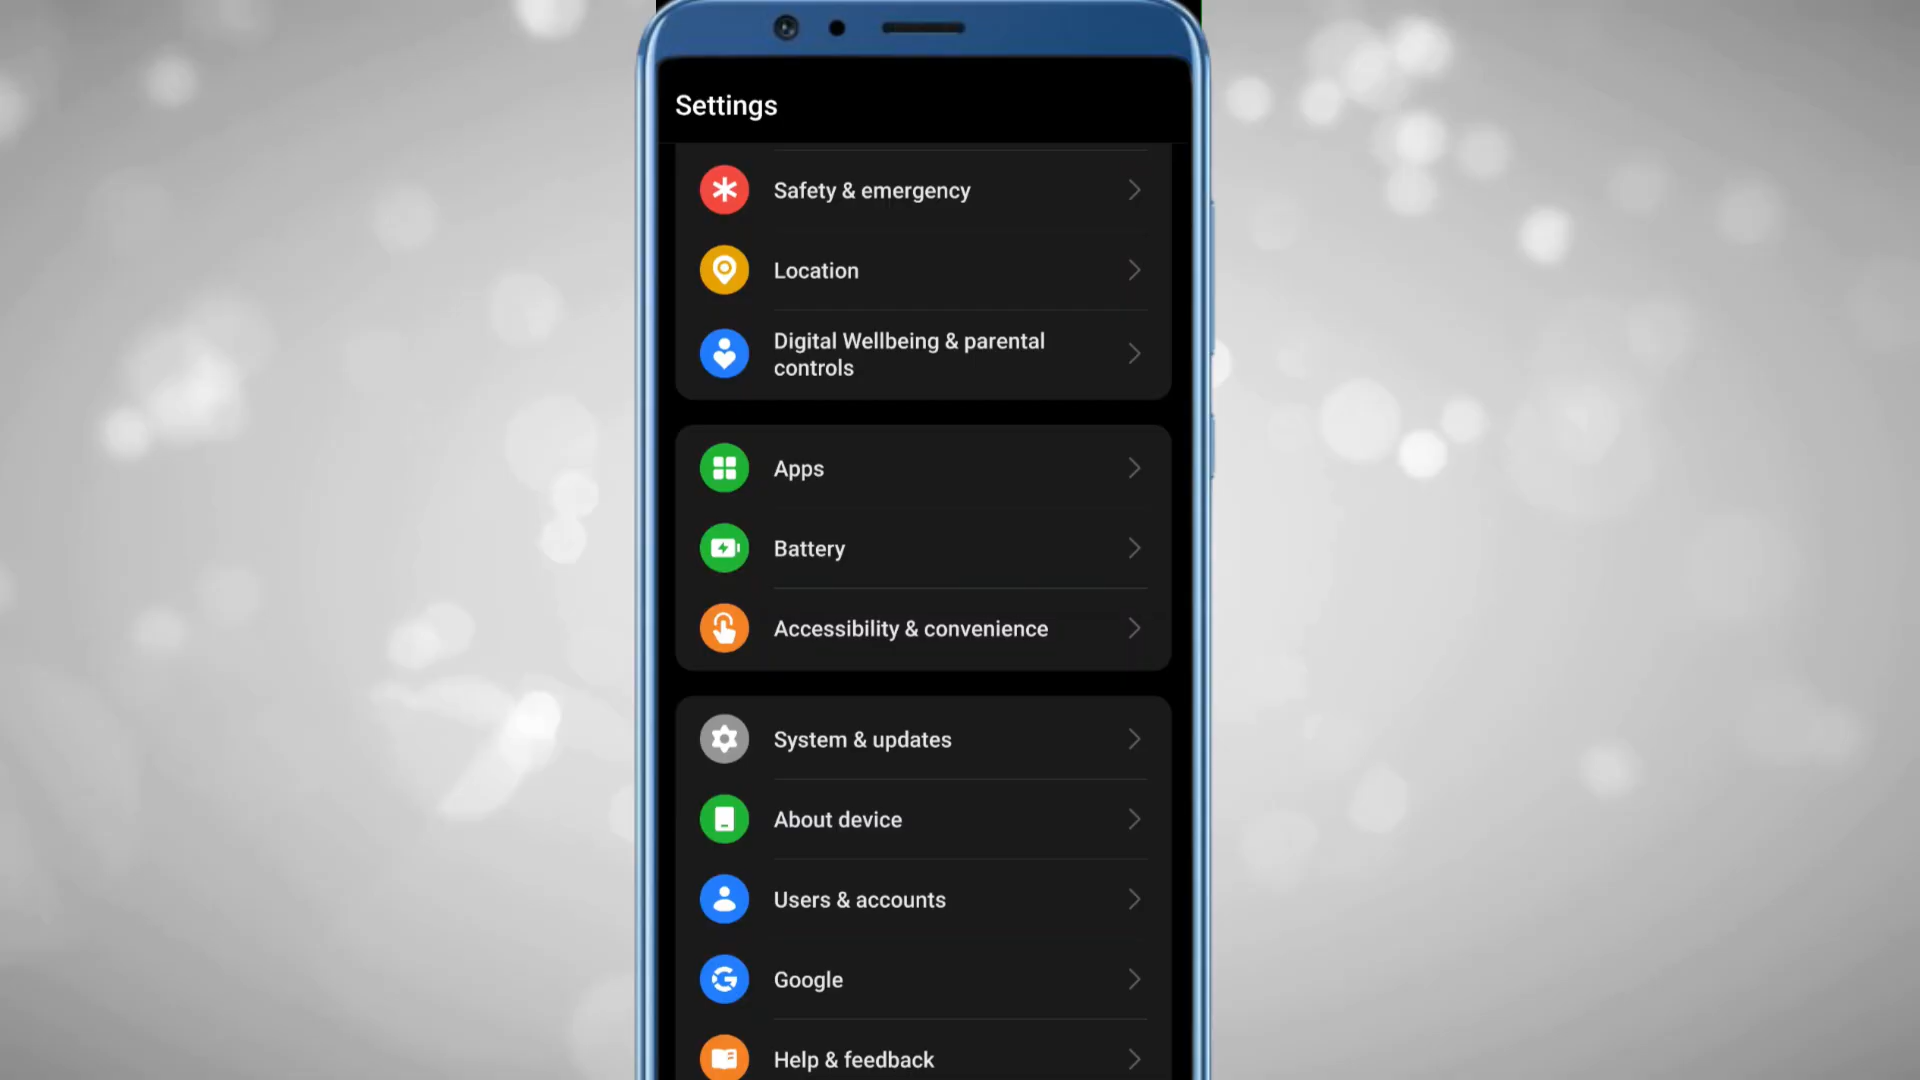 Settings
Safety & emergency
Location
Digital Wellbeing & parental
controls
Apps
Battery
Accessibility & convenience
System & updates
About device
Users & accounts
Google
Help & feedback